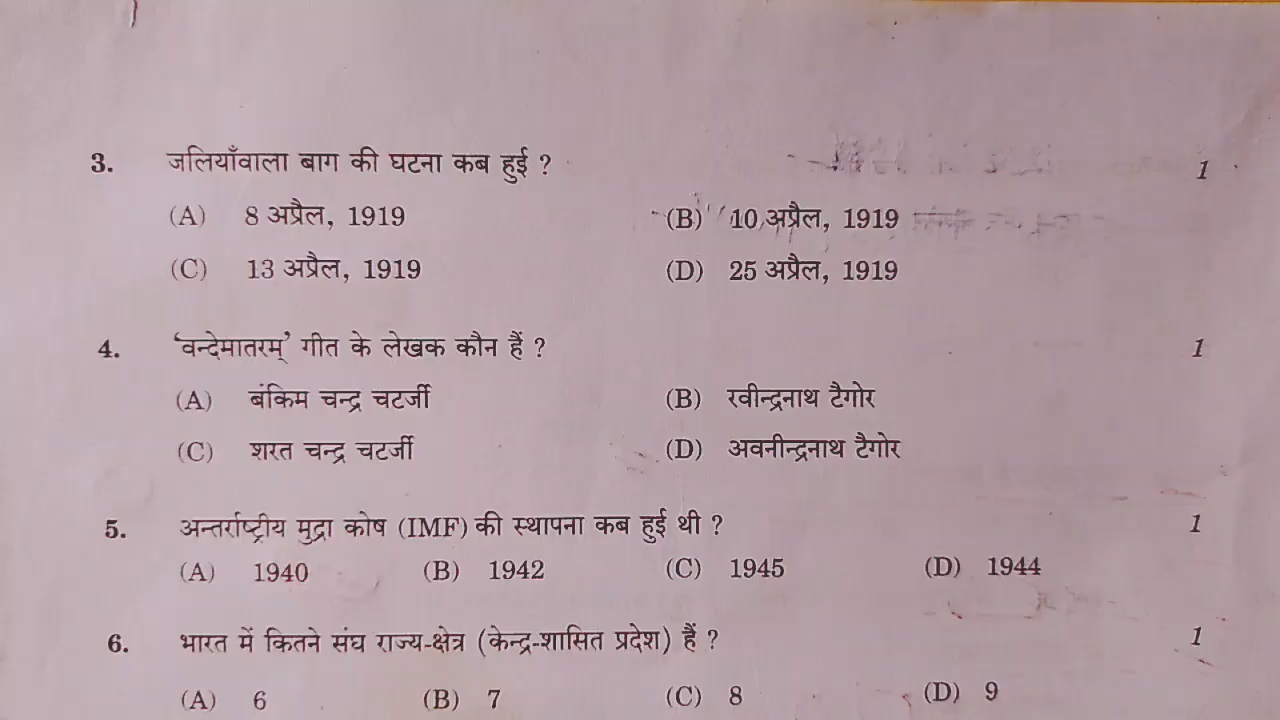 3. जलियाँवाला बाग की घटना कब हुई ? 1
(A) 8 अप्रैल, 1919 (B) 10 अप्रैल, 1919
(C) 13 अप्रैल, 1919 (D) 25 अप्रैल, 1919
4. ‘वन्देमातरम्’ गीत के लेखक कौन हैं ? 1
(A) बंकिम चन्द्र चटर्जी (B) रवीन्द्रनाथ टैगोर
(C) शरत चन्द्र चटर्जी (D) अवनीन्द्रनाथ टैगोर
5. अन्तर्राष्ट्रीय मुद्रा कोष (IMF) की स्थापना कब हुई थी ? 1
(A) 1940 (B) 1942 (C) 1945 (D) 1944
6. भारत में कितने संघ राज्य-क्षेत्र (केन्द्र-शासित प्रदेश) हैं ? 1
(A) 6 (B) 7 (C) 8 (D) 9